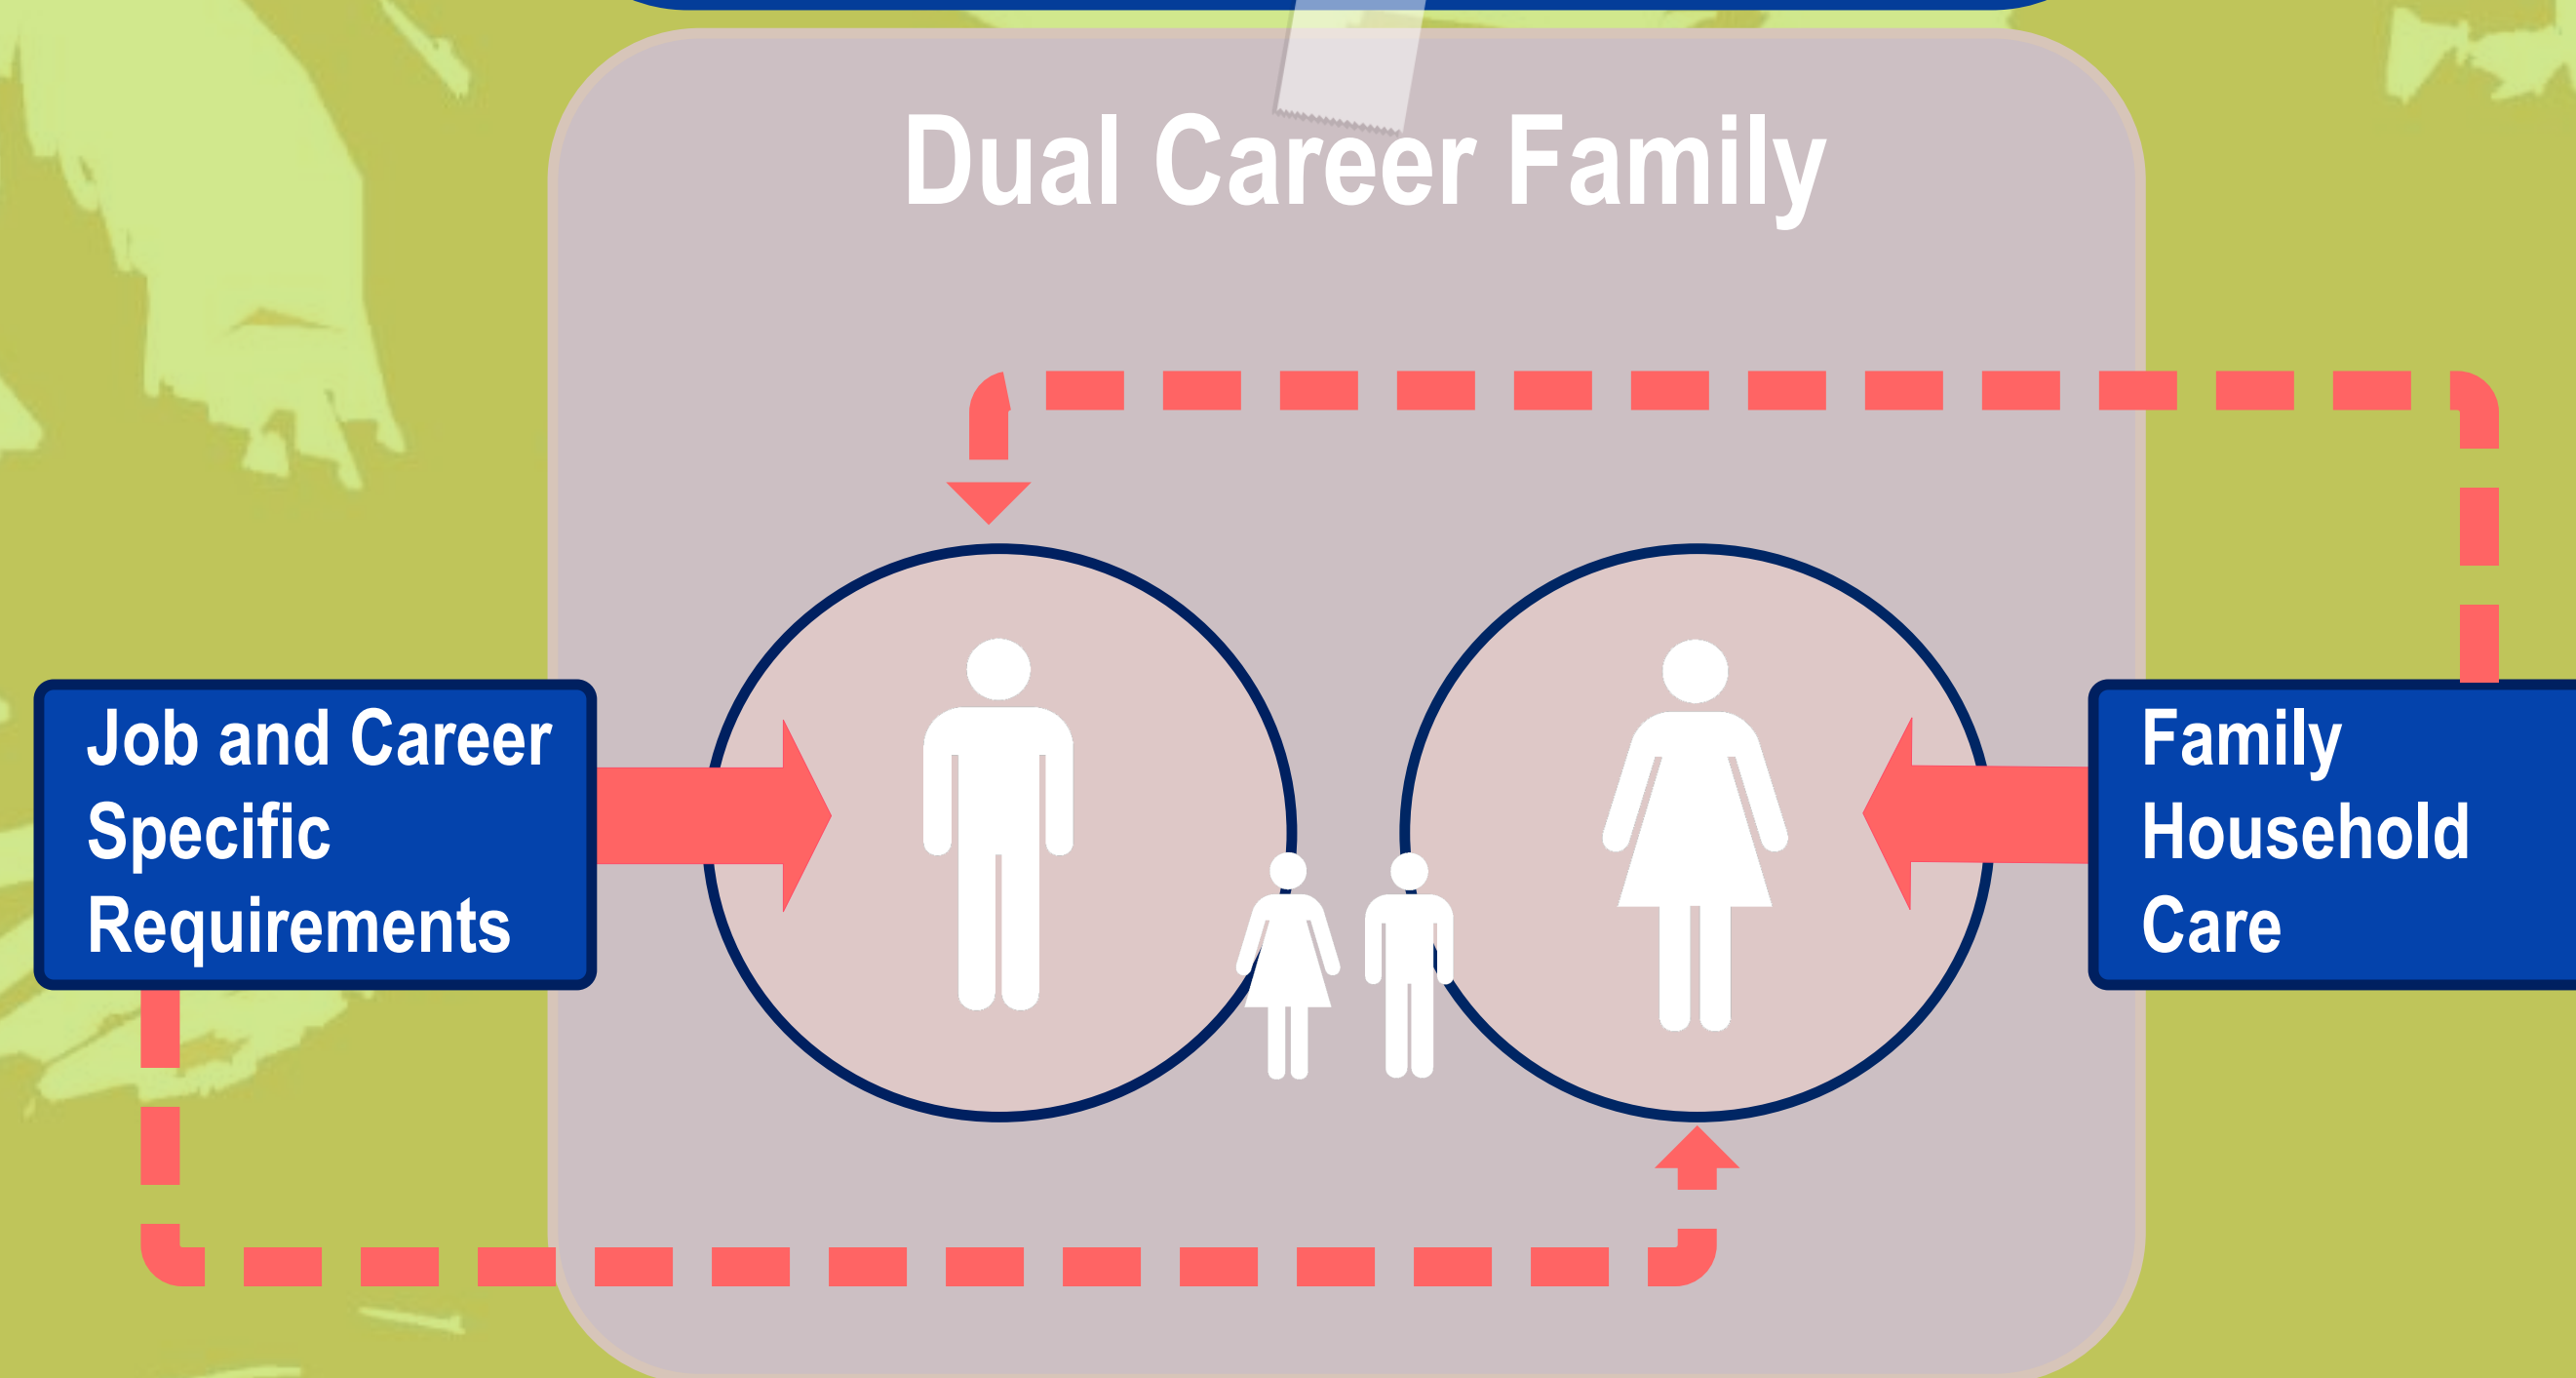 Dual Career Family
Job and Career
Specific
Requirements
Family
Household
Care